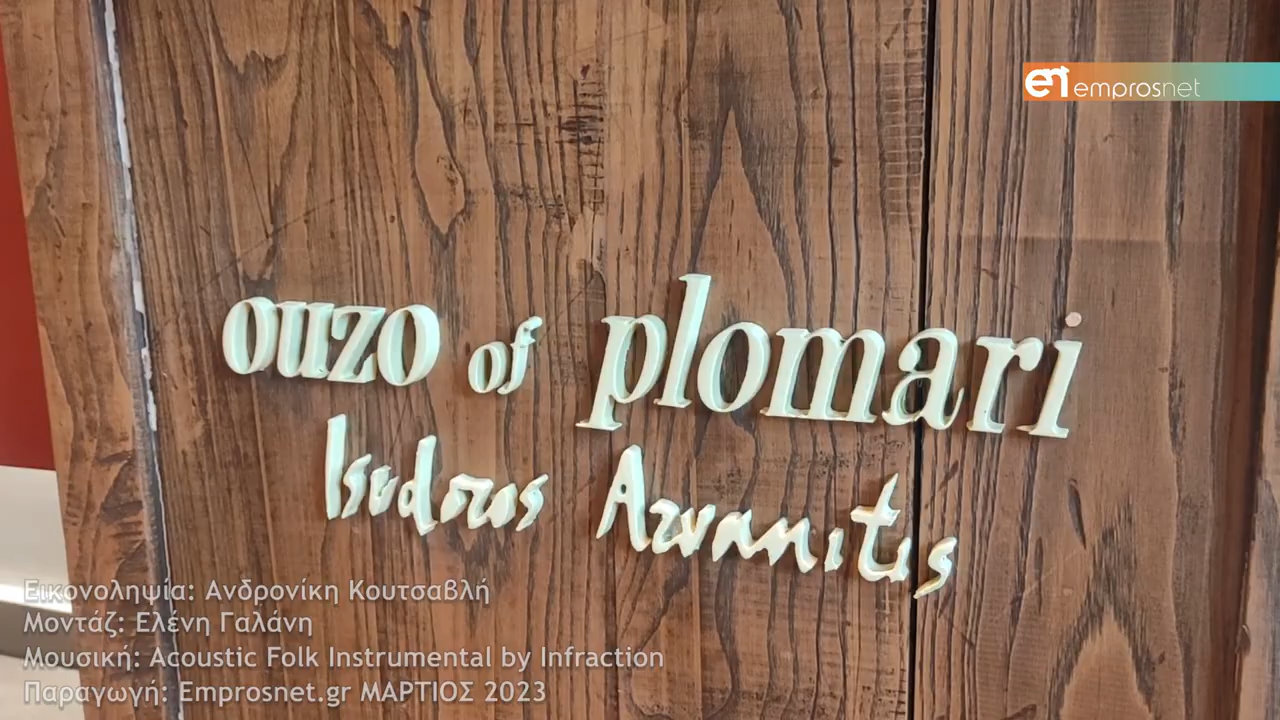 en emprosnet
ouzo of plomari
Isidoros Arvanitis
Εικονοληψία: Ανδρονίκη Κουτσαβλή
Μοντάζ: Ελένη Γαλάνη
Μουσική: Acoustic Folk Instrumental by Infraction
Παραγωγή: Emprosnet.gr ΜΑΡΤΙΟΣ 2023